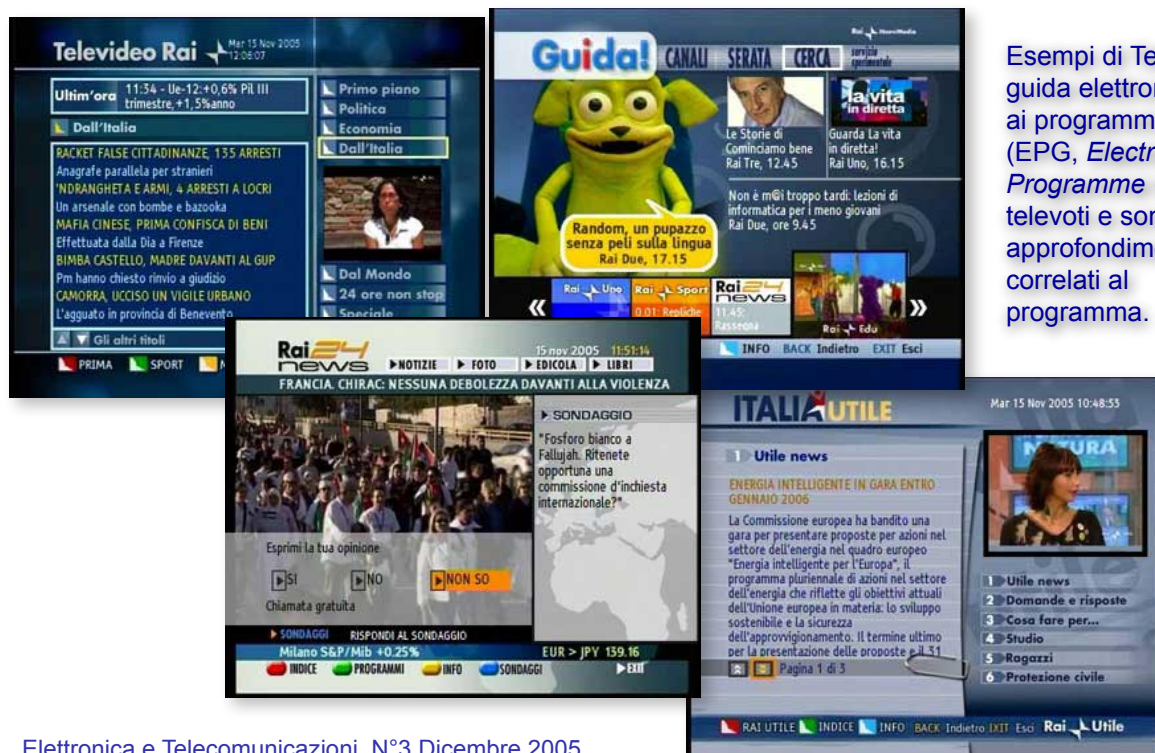 Televideo Rai
Mar 15 Nov 2005
12:06:07
Ultim'ora
11:34 - Ue-12:+0,6% Pil III
trimestre,+1,5%anno
Dall'Italia
RACKET FALSE CITTADINANZE, 135 ARRESTI
Anagrafe parallela per stranieri
'NDRANGHETA E ARMI, 4 ARRESTI A LOCRI
Un arsenale con bombe e bazooka
MAFIA CINESE, PRIMA CONFISCA DI BENI
Effettuata dalla Dia a Firenze
BIMBA CASTELLO, MADRE DAVANTI AL GUP
Pm hanno chiesto rinvio a giudizio
CAMORRA, UCCISO UN VIGILE URBANO
L'agguato in provincia di Benevento
Gli altri titoli
Primo piano
Politica
Economia
Dall'Italia
Dal Mondo
24 ore non stop
Speciale
PRIMA
SPORT
Rai NewMedia
Guida!
CANALI
SERATA
CERCA
servizio
sperimentale
Le Storie di
Cominciamo bene
Rai Tre, 12.45
la vita
in diretta
Guarda La vita
in diretta!
Rai Uno, 16.15
Non è m@i troppo tardi: lezioni di
informatica per i meno giovani
Rai Due, ore 9.45
Random, un pupazzo
senza peli sulla lingua
Rai Due, 17.15
«
Rai Uno
Rai Sport
0.01: Repliche
Rai 24
news
11.45:
Rassegna
Rai Edu
»
INFO BACK Indietro EXIT Esci
Esempi di Te
guida elettror
ai programm
(EPG, Electr
Programme
televoti e sor
approfondime
correlati al
programma.
Rai 24
news
15 nov 2005 11:51:14
NOTIZIE
FOTO
EDICOLA
LIBRI
FRANCIA. CHIRAC: NESSUNA DEBOLEZZA DAVANTI ALLA VIOLENZA
SONDAGGIO
"Fosforo bianco a
Fallujah. Ritenete
opportuna una
commissione d'inchiesta
internazionale?"
Esprimi la tua opinione
SI
NO
NON SO
Chiamata gratuita
SONDAGGI RISPONDI AL SONDAGGIO
Milano S&P/Mib +0.25%
EUR > JPY 139.16
INDICE
PROGRAMMI
INFO
SONDAGGI
EXIT
ITALIA UTILE
Mar 15 Nov 2005 10:48:55
1 Utile news
ENERGIA INTELLIGENTE IN GARA ENTRO
GENNAIO 2006
La Commissione europea ha bandito una
gara per presentare proposte per azioni nel
settore dell'energia nel quadro europeo
"Energia intelligente per l'Europa", il
programma pluriennale di azioni nel settore
dell'energia che riflette gli obiettivi attuali
dell'Unione europea in materia: lo sviluppo
sostenibile e la sicurezza
dell'approvvigionamento. Il termine ultimo
per la presentazione delle proposte e il 31
Pagina 1 di 3
1 Utile news
2 Domande e risposte
3 Cosa fare per...
4 Studio
5 Ragazzi
6 Protezione civile
RAI UTILE INDICE INFO BACK Indietro EXIT Esci Rai Utile
Elettronica e Telecomunicazioni N°3 Dicembre 2005